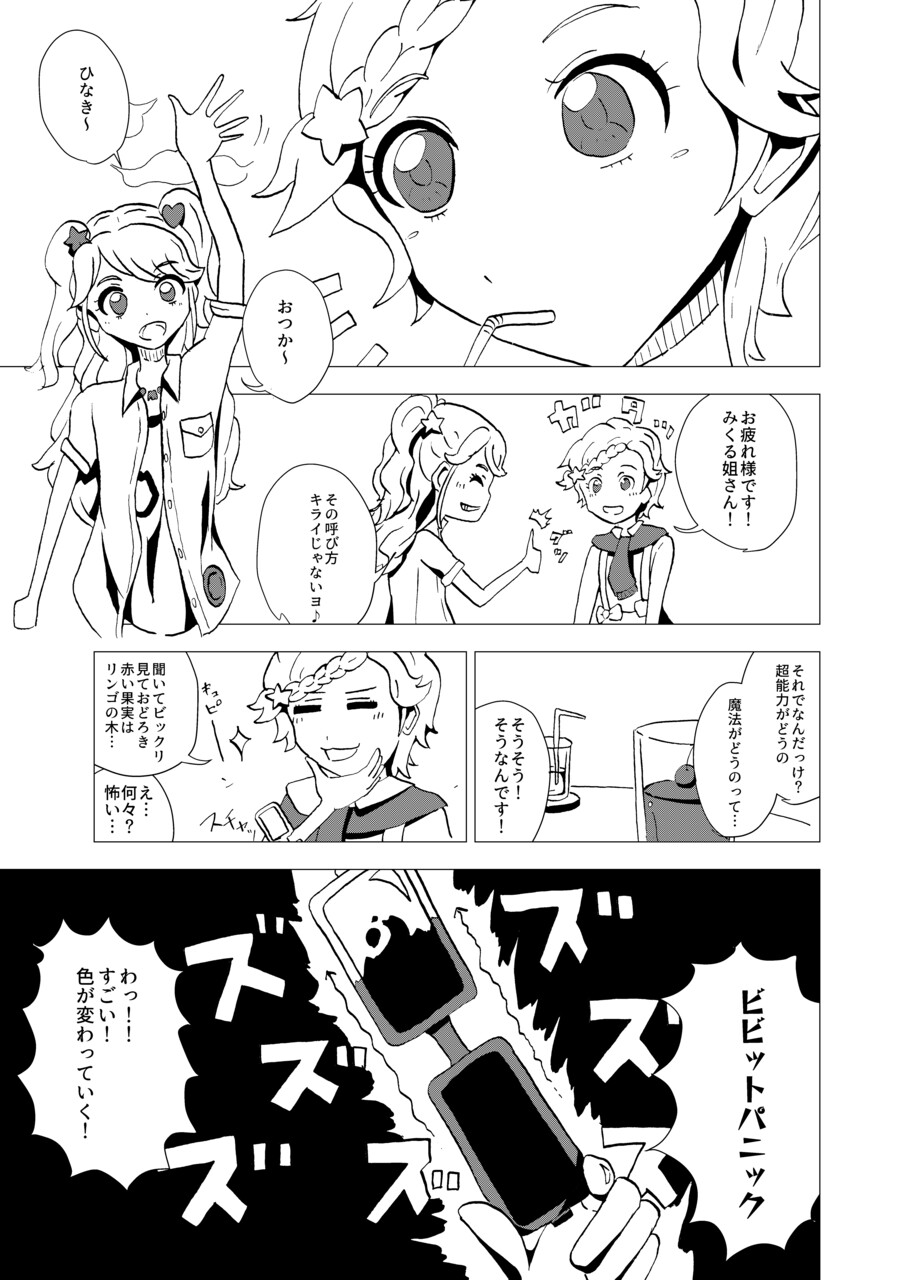 ひなき～
おつか～
ガタッ
お疲れ様です！
みくる姐さん！
グッ
その呼び方
キライじゃないヨ♪
それでなんだっけ？
超能力がどうの
魔法がどうのって…
そうそう！
そうなんです！
キュピーン
スチャッ
聞いてビックリ
見ておどろき
赤い果実は
リンゴの木…
え…
何々？
怖い…
ビビットパニック
ズ
ズ
ズ
ズ
ズ
ズ
ズ
わっ！！
すごい！
色が変わっていく！